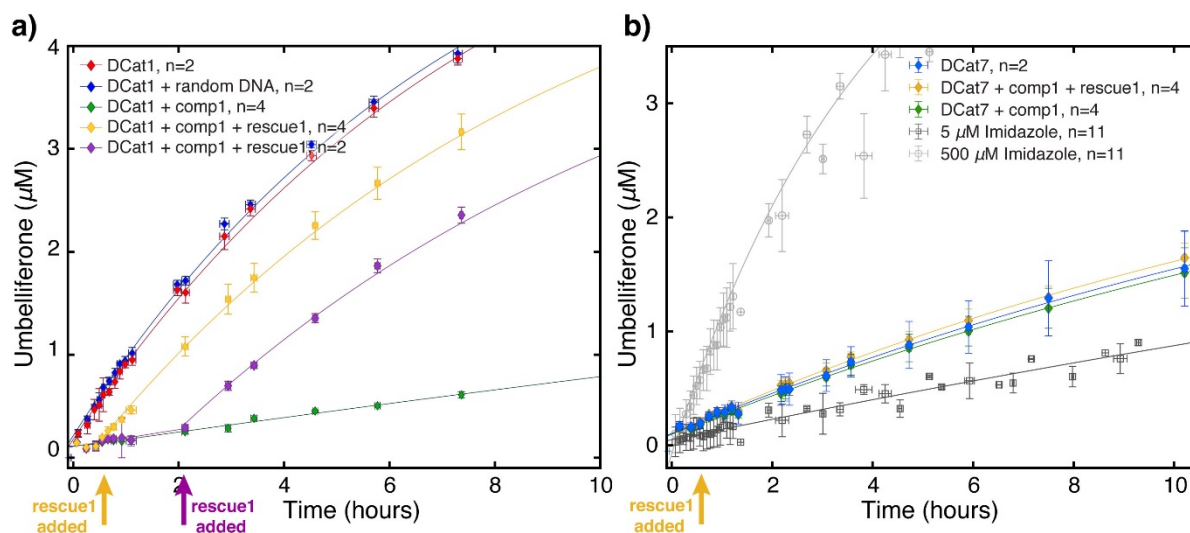 a)
4
3
2
1
0
Umbelliferone (µM)
DCat1, n=2
DCat1 + random DNA, n=2
DCat1 + comp1, n=4
DCat1 + comp1 + rescue1, n=4
DCat1 + comp1 + rescue1, n=2
0 2 4 6 8 10
Time (hours)
rescue1
added
rescue1
added
b)
3
2
1
0
Umbelliferone (µM)
DCat7, n=2
DCat7 + comp1 + rescue1, n=4
DCat7 + comp1, n=4
5 µM Imidazole, n=11
500 µM Imidazole, n=11
0 2 4 6 8 10
Time (hours)
rescue1
added